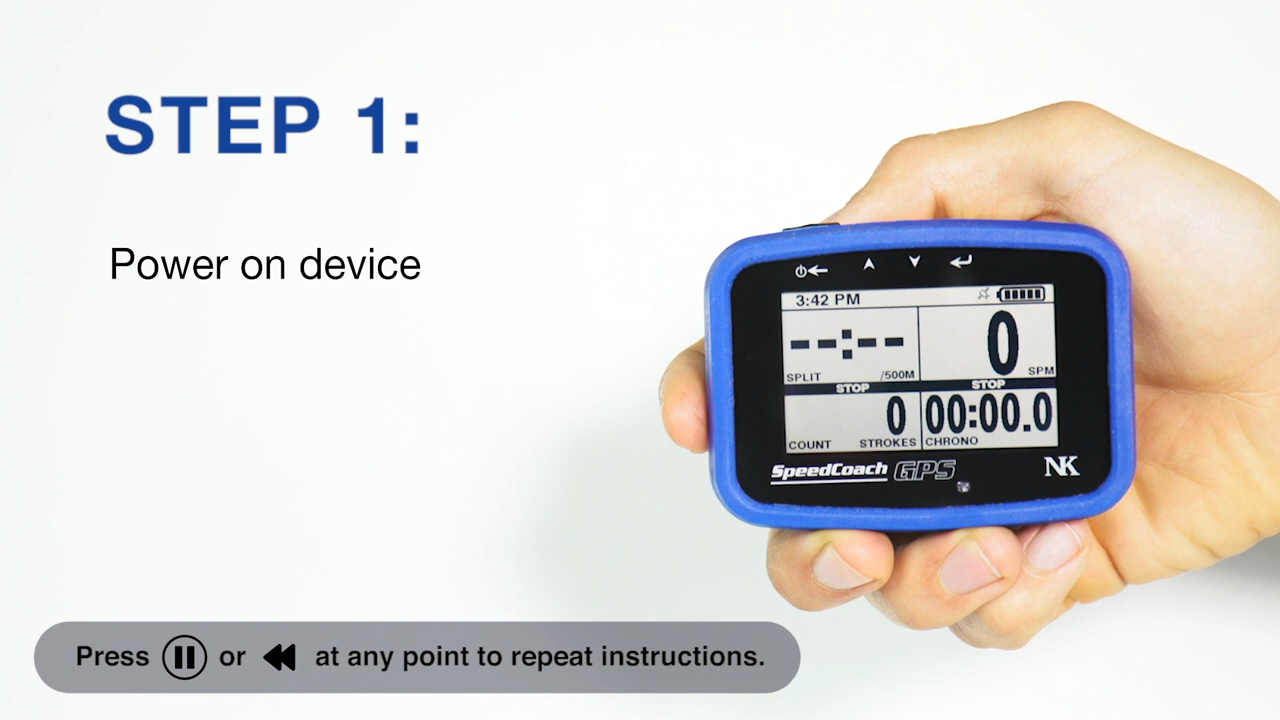 STEP 1:
Power on device
3:42 PM
--:--
SPLIT /500M
0
SPM
STOP
STOP
0
COUNT STROKES
00:00.0
CHRONO
SpeedCoach GPS
NK
Press or at any point to repeat instructions.